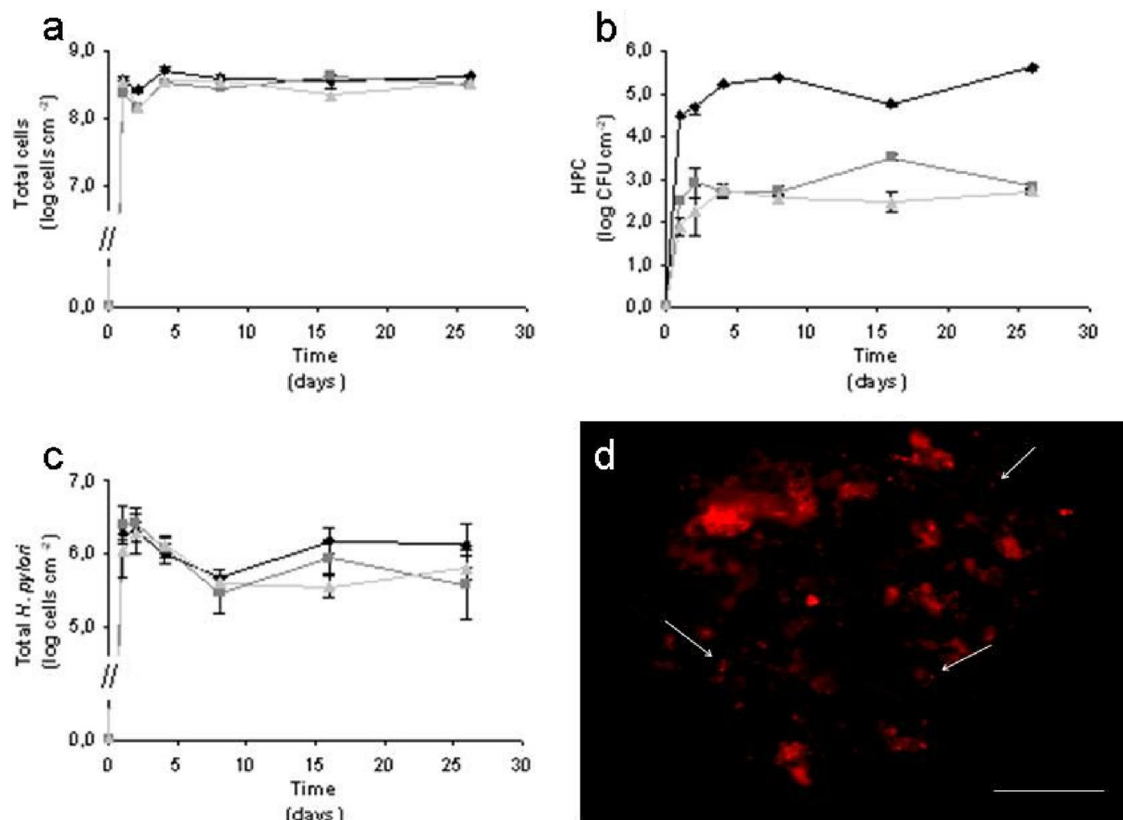 a
9,0
8,0
7,0
//
0,0
Total cells
(log cells cm -2)
0 5 10 15 20 25 30
Time
(days)
b
6,0
5,0
4,0
3,0
2,0
1,0
0,0
HPC
(log CFU cm-2)
0 5 10 15 20 25 30
Time
(days)
c
7,0
6,0
5,0
//
0,0
Total H. pylori
(log cells cm -2)
0 5 10 15 20 25 30
Time
(days)
d